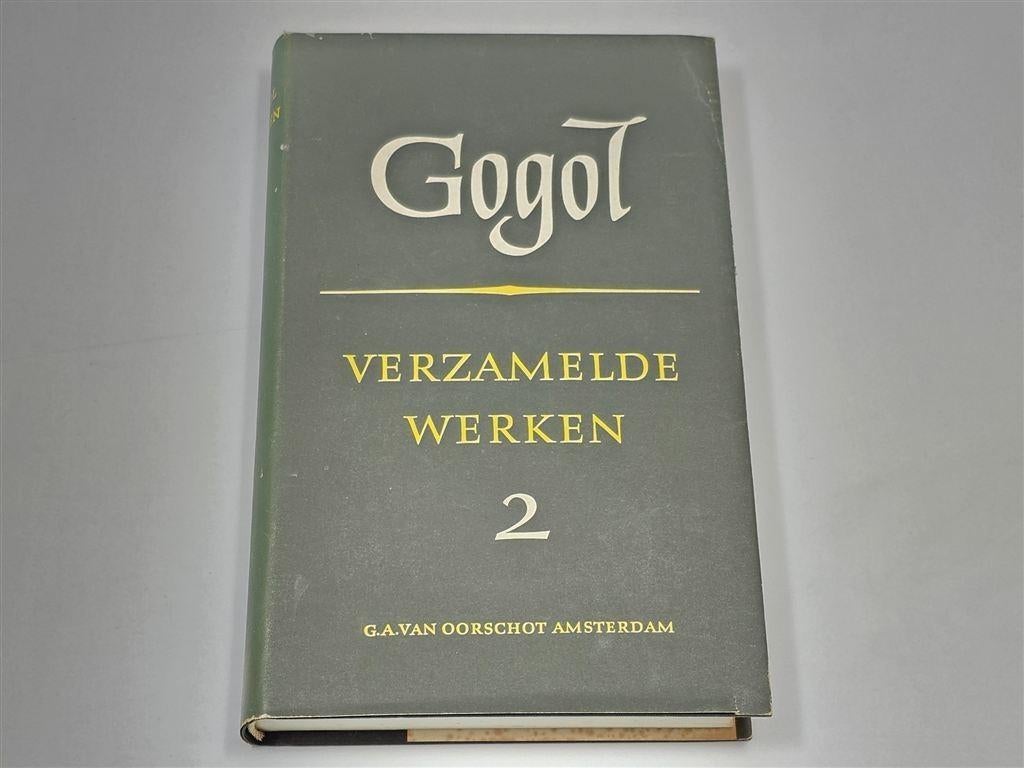 Gogol
VERZAMELDE
WERKEN
2
G.A.VAN OORSCHOT AMSTERDAM